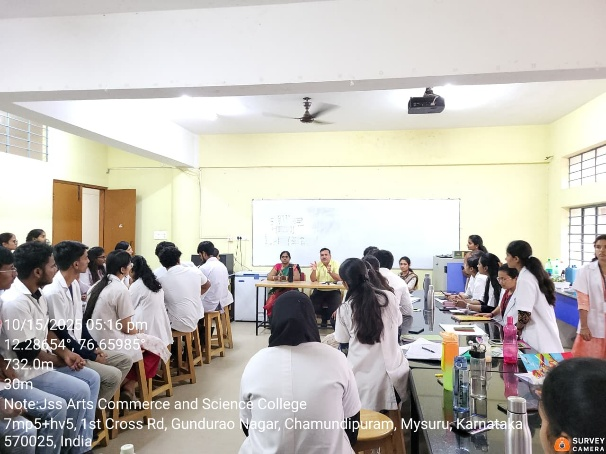 10/15/2025 05:16 pm
12.28654°, 76.65985°
732.0m
30m
Note:Jss Arts Commerce and Science College
7mp5+hv5, 1st Cross Rd, Gundurao Nagar, Chamundipuram, Mysuru, Karnataka
570025, India
SURVEY
CAMERA